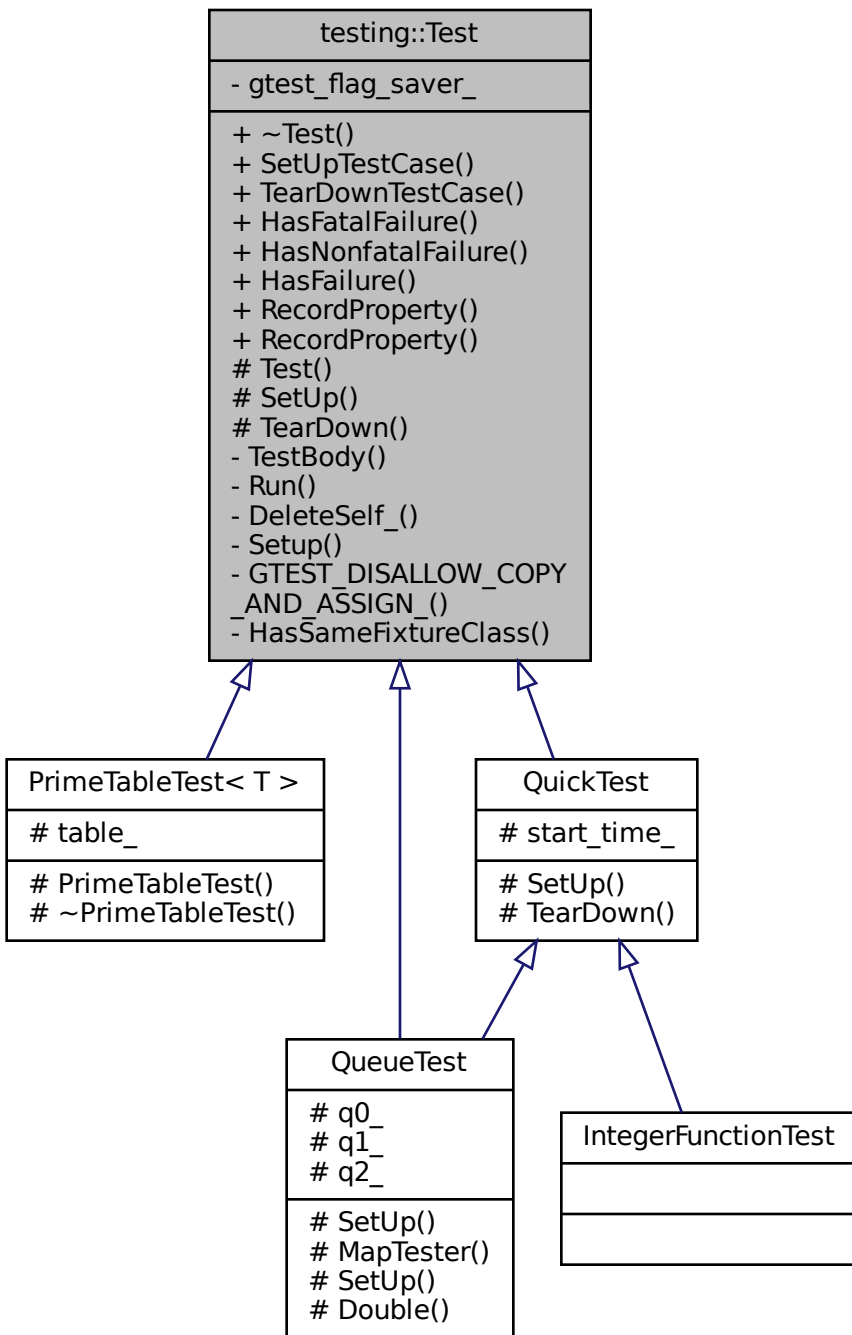 testing::Test
- gtest_flag_saver_
+ ~Test()
+ SetUpTestCase()
+ TearDownTestCase()
+ HasFatalFailure()
+ HasNonfatalFailure()
+ HasFailure()
+ RecordProperty()
+ RecordProperty()
# Test()
# SetUp()
# TearDown()
- TestBody()
- Run()
- DeleteSelf_()
- Setup()
- GTEST_DISALLOW_COPY
_AND_ASSIGN_()
- HasSameFixtureClass()
PrimeTableTest< T >
# table_
# PrimeTableTest()
# ~PrimeTableTest()
QuickTest
# start_time_
# SetUp()
# TearDown()
QueueTest
# q0_
# q1_
# q2_
# SetUp()
# MapTester()
# SetUp()
# Double()
IntegerFunctionTest